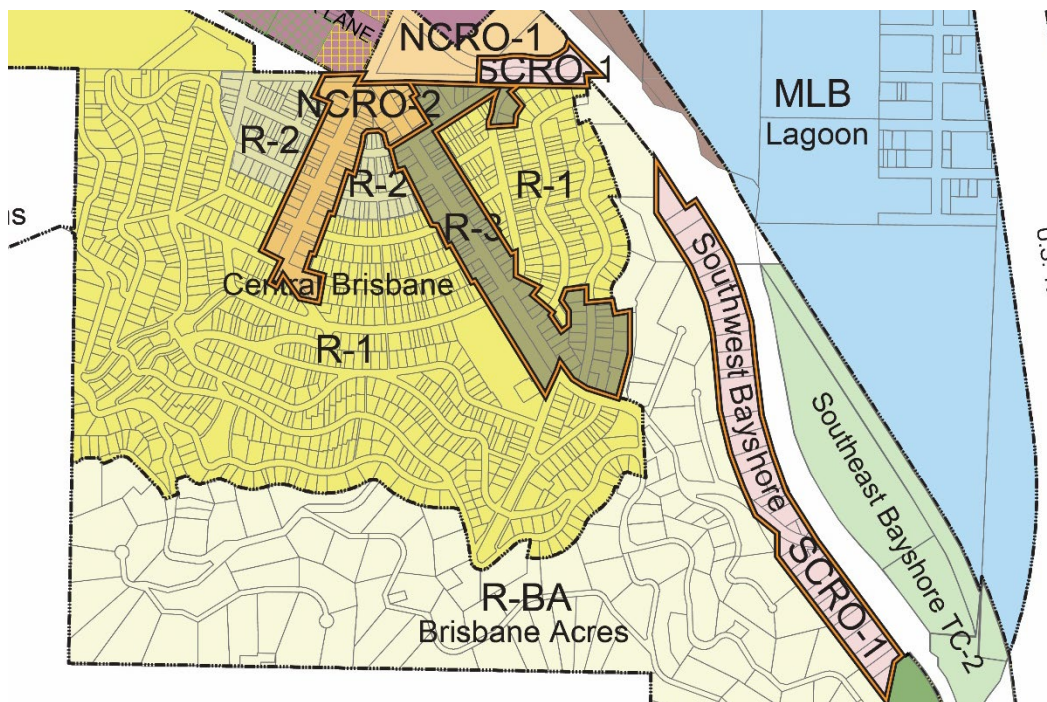 LANE
NCRO-1
SCRO-1
NCRO-2
MLB
Lagoon
R-2
R-2
R-1
R-3
Southwest Bayshore
Central Brisbane
R-1
Southeast Bayshore TC-2
SCRO-1
R-BA
Brisbane Acres